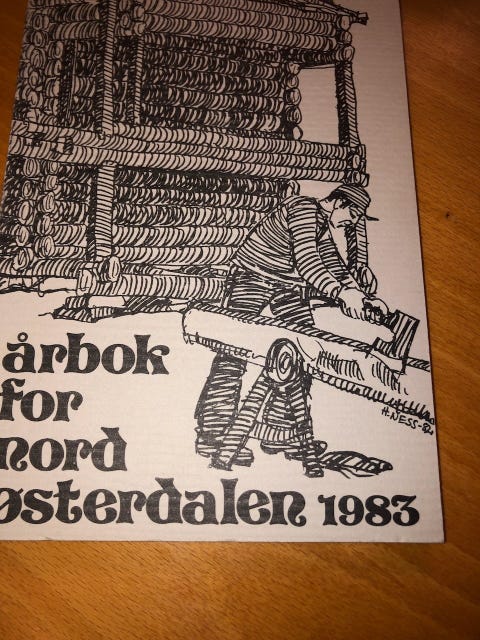 H.NESS-82
årbok
for
nord
østerdalen 1983